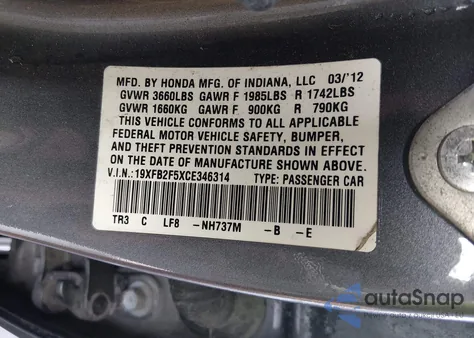 MFD. BY HONDA MFG. OF INDIANA, LLC 03/'12
GVWR 3660LBS GAWR F 1985LBS R 1742LBS
GVWR 1660KG GAWR F 900KG R 790KG
THIS VEHICLE CONFORMS TO ALL APPLICABLE
FEDERAL MOTOR VEHICLE SAFETY, BUMPER,
AND THEFT PREVENTION STANDARDS IN EFFECT
ON THE DATE OF MANUFACTURE SHOWN ABOVE.
V.I.N.:19XFB2F5XCE346314 TYPE: PASSENGER CAR
TR3 C LF8 -NH737M -B -E
autoSnap